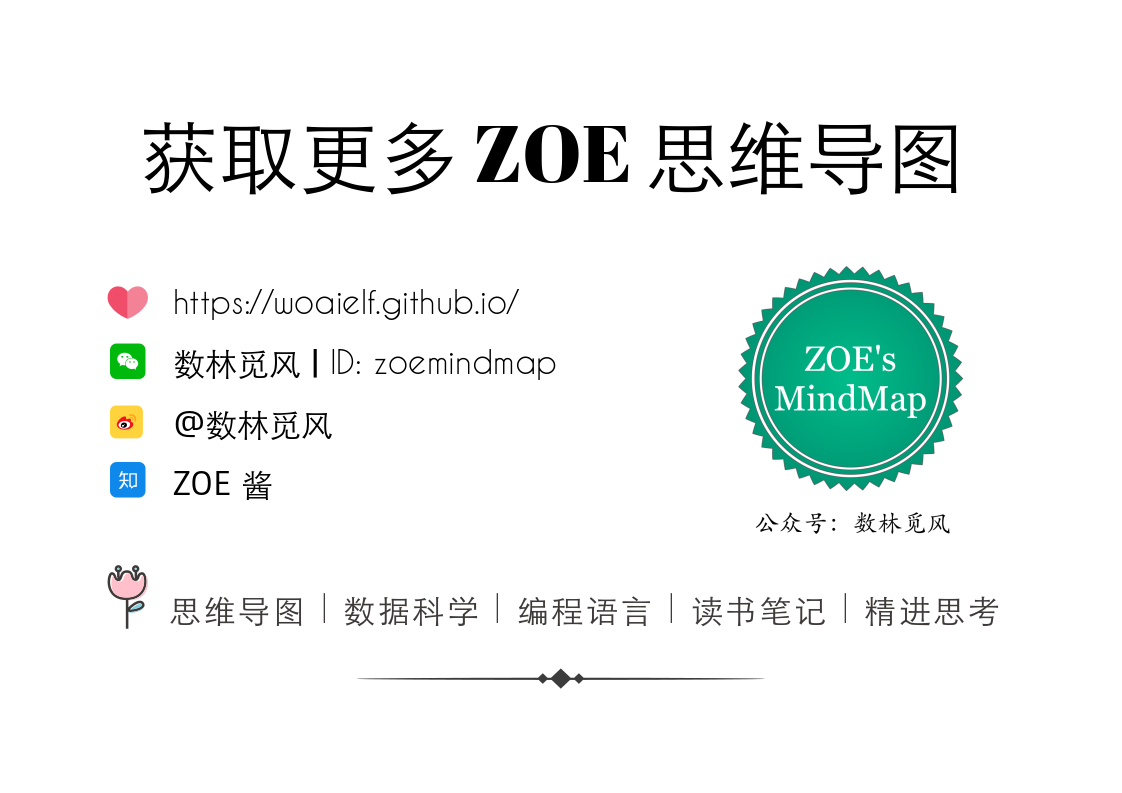 获取更多 ZOE 思维导图
https://woaielf.github.io/
数林觅风 | ID: zoemindmap
@数林觅风
知
ZOE 酱
ZOE's
MindMap
公众号：数林觅风
思维导图 | 数据科学 | 编程语言 | 读书笔记 | 精进思考